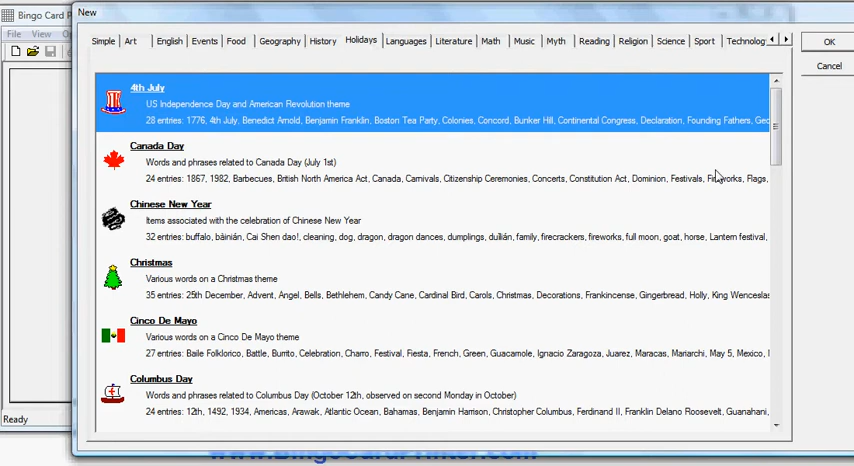 Bingo Card P
New
File View Op
Simple Art English Events Food Geography History Holidays Languages Literature Math Music Myth Reading Religion Science Sport Technology
OK
Cancel
4th July
US Independence Day and American Revolution theme
28 entries: 1776, 4th July, Benedict Arnold, Benjamin Franklin, Boston Tea Party, Colonies, Concord, Bunker Hill, Continental Congress, Declaration, Founding Fathers, Geo
Canada Day
Words and phrases related to Canada Day (July 1st)
24 entries: 1867, 1982, Barbecues, British North America Act, Canada, Carnivals, Citizenship Ceremonies, Concerts, Constitution Act, Dominion, Festivals, Fireworks, Flags,
Chinese New Year
Items associated with the celebration of Chinese New Year
32 entries: buffalo, bàinián, Cai Shen dao!, cleaning, dog, dragon, dragon dances, dumplings, duìlián, family, firecrackers, fireworks, full moon, goat, horse, Lantern festival,
Christmas
Various words on a Christmas theme
35 entries: 25th December, Advent, Angel, Bells, Bethlehem, Candy Cane, Cardinal Bird, Carols, Christmas, Decorations, Frankincense, Gingerbread, Holly, King Wenceslas
Cinco De Mayo
Various words on a Cinco De Mayo theme
27 entries: Baile Folklorico, Battle, Burrito, Celebration, Charro, Festival, Fiesta, French, Green, Guacamole, Ignacio Zaragoza, Juarez, Maracas, Mariarchi, May 5, Mexico,
Columbus Day
Words and phrases related to Columbus Day (October 12th, observed on second Monday in October)
24 entries: 12th, 1492, 1934, Americas, Arawak, Atlantic Ocean, Bahamas, Benjamin Harrison, Christopher Columbus, Ferdinand II, Franklin Delano Roosevelt, Guanahani,
Ready
www.BingoCardPrinter.com